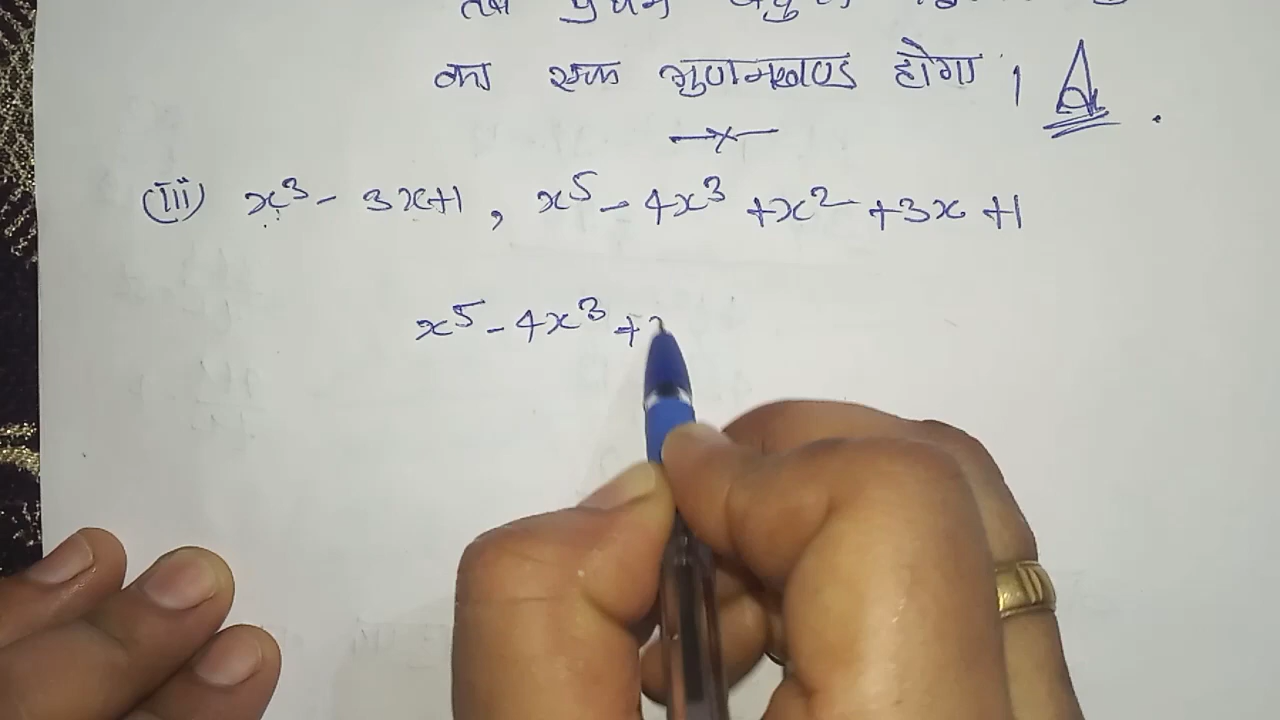 का एक गुणनखण्ड होगा । A
(iii) x³ - 3x+1 , x⁵ - 4x³ +x² +3x +1
x⁵ - 4x³ +